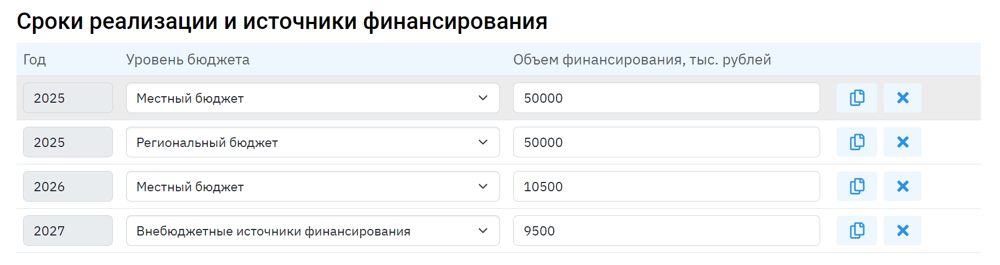 Сроки реализации и источники финансирования
Год Уровень бюджета Объем финансирования, тыс. рублей
2025 Местный бюджет 50000
2025 Региональный бюджет 50000
2026 Местный бюджет 10500
2027 Внебюджетные источники финансирования 9500